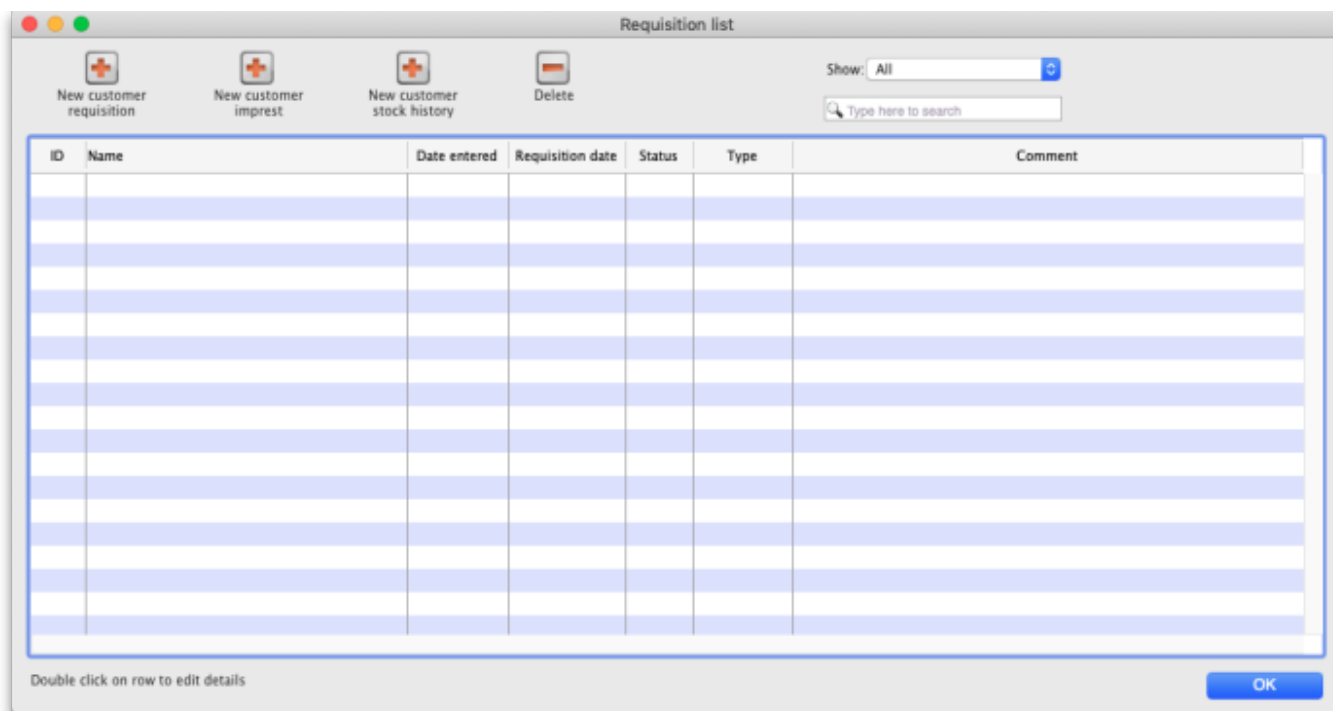 Requisition list
New customer
requisition
New customer
imprest
New customer
stock history
Delete
Show: All
Type here to search
ID Name Date entered Requisition date Status Type Comment
Double click on row to edit details
OK